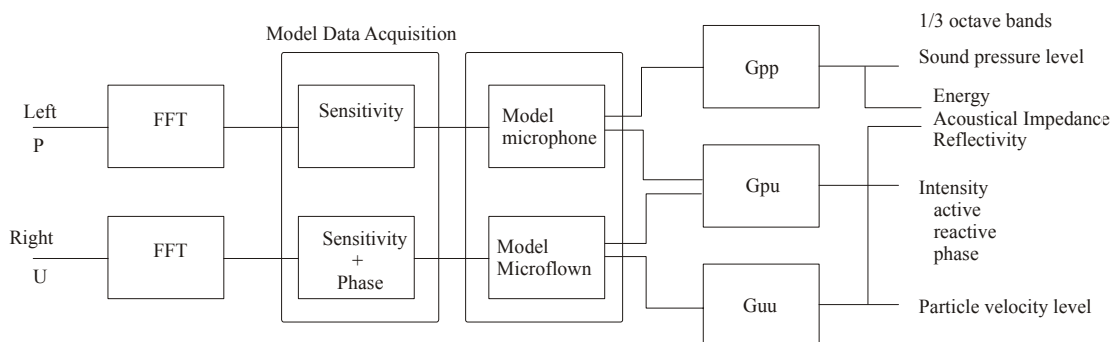 Model Data Acquisition
1/3 octave bands
Left
P
FFT
Sensitivity
Model
microphone
Gpp
Sound pressure level
Energy
Acoustical Impedance
Reflectivity
Gpu
Intensity
active
reactive
phase
Right
U
FFT
Sensitivity
+
Phase
Model
Microflown
Guu
Particle velocity level